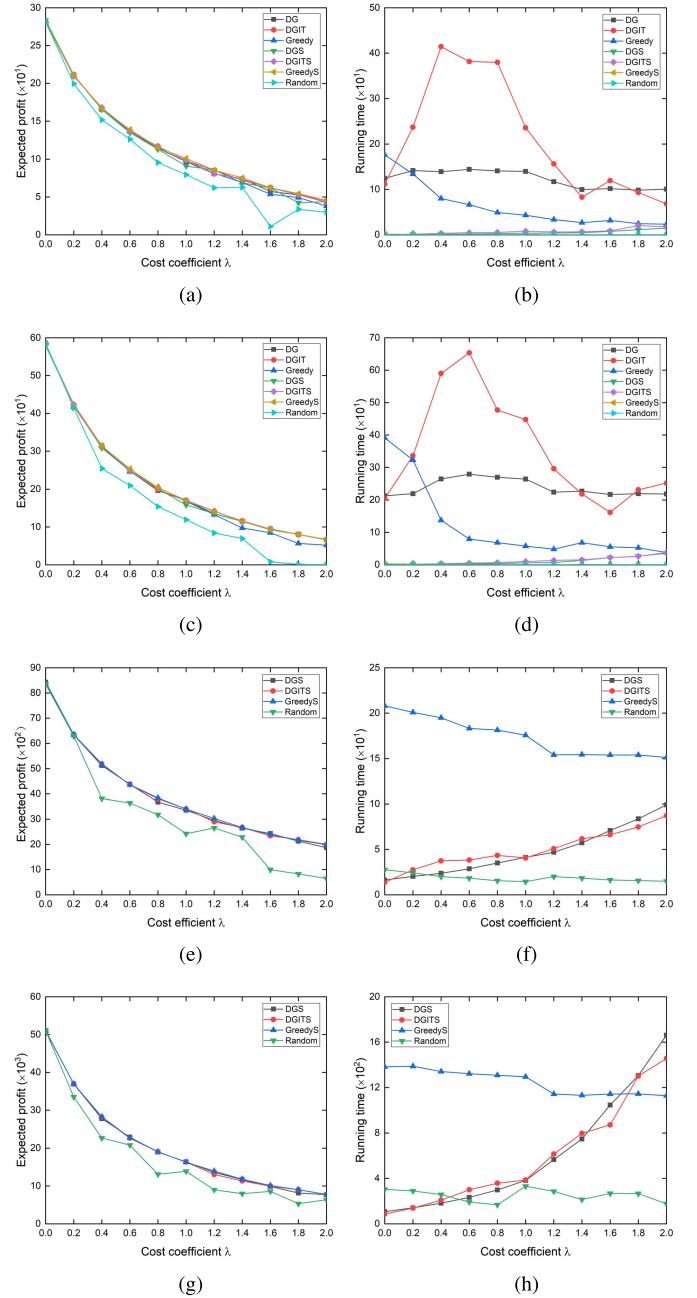 30
25
20
15
10
5
0
Expected profit (×10¹)
DG
DGIT
Greedy
DGS
DGITS
GreedyS
Random
0.0 0.2 0.4 0.6 0.8 1.0 1.2 1.4 1.6 1.8 2.0
Cost coefficient λ
(a)
50
40
30
20
10
0
Running time (×10¹)
DG
DGIT
Greedy
DGS
DGITS
GreedyS
Random
0.0 0.2 0.4 0.6 0.8 1.0 1.2 1.4 1.6 1.8 2.0
Cost efficient λ
(b)
60
50
40
30
20
10
0
Expected profit (×10¹)
DG
DGIT
Greedy
DGS
DGITS
GreedyS
Random
0.0 0.2 0.4 0.6 0.8 1.0 1.2 1.4 1.6 1.8 2.0
Cost coefficient λ
(c)
70
60
50
40
30
20
10
0
Running time (×10¹)
DG
DGIT
Greedy
DGS
DGITS
GreedyS
Random
0.0 0.2 0.4 0.6 0.8 1.0 1.2 1.4 1.6 1.8 2.0
Cost coefficient λ
(d)
90
80
70
60
50
40
30
20
10
0
Expected profit (×10²)
DGS
DGITS
GreedyS
Random
0.0 0.2 0.4 0.6 0.8 1.0 1.2 1.4 1.6 1.8 2.0
Cost efficient λ
(e)
25
20
15
10
5
0
Running time (×10¹)
DGS
DGITS
GreedyS
Random
0.0 0.2 0.4 0.6 0.8 1.0 1.2 1.4 1.6 1.8 2.0
Cost coefficient λ
(f)
60
50
40
30
20
10
0
Expected profit (×10³)
DGS
DGITS
GreedyS
Random
0.0 0.2 0.4 0.6 0.8 1.0 1.2 1.4 1.6 1.8 2.0
Cost coefficient λ
(g)
20
16
12
8
4
0
Running time (×10²)
DGS
DGITS
GreedyS
Random
0.0 0.2 0.4 0.6 0.8 1.0 1.2 1.4 1.6 1.8 2.0
Cost coefficient λ
(h)